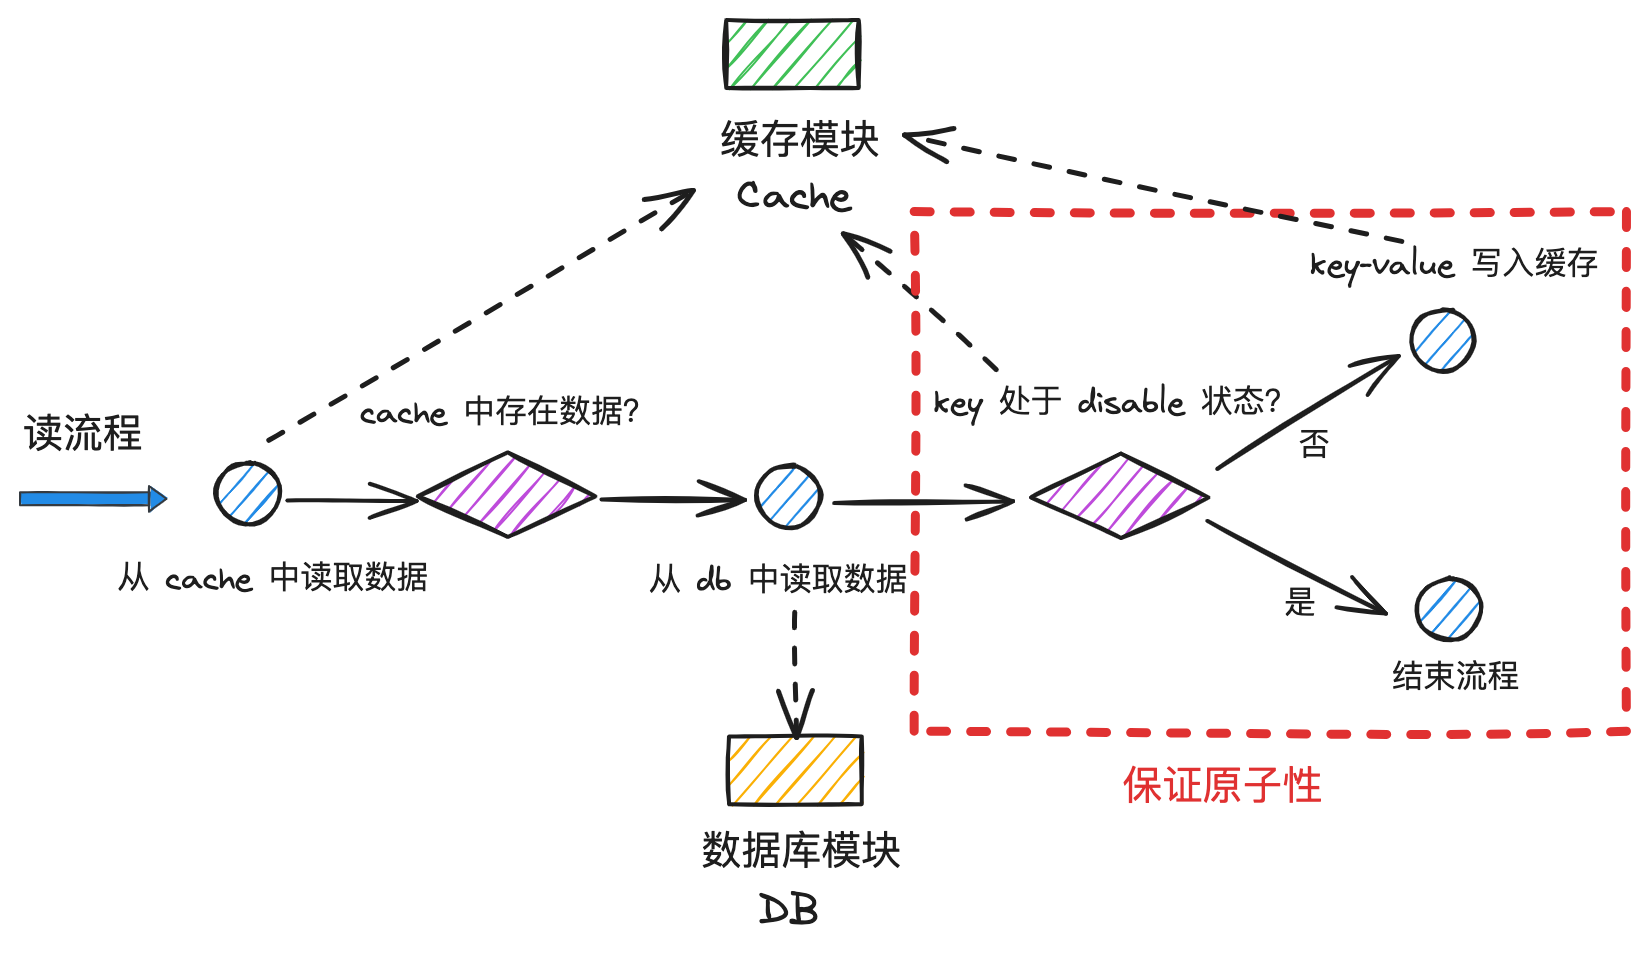 缓存模块
Cache
key-value 写入缓存
key 处于 disable 状态?
cache 中存在数据?
读流程
否
从 cache 中读取数据
从 db 中读取数据
是
结束流程
保证原子性
数据库模块
DB